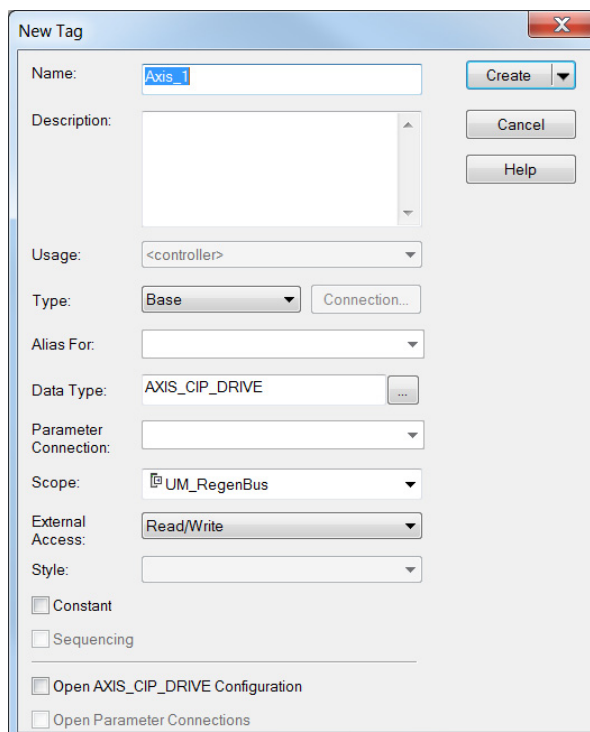 New Tag
Name: Axis_1 Create
Description: Cancel
Help
Usage: <controller>
Type: Base Connection...
Alias For:
Data Type: AXIS_CIP_DRIVE ...
Parameter
Connection:
Scope: UM_RegenBus
External
Access: Read/Write
Style:
Constant
Sequencing
Open AXIS_CIP_DRIVE Configuration
Open Parameter Connections